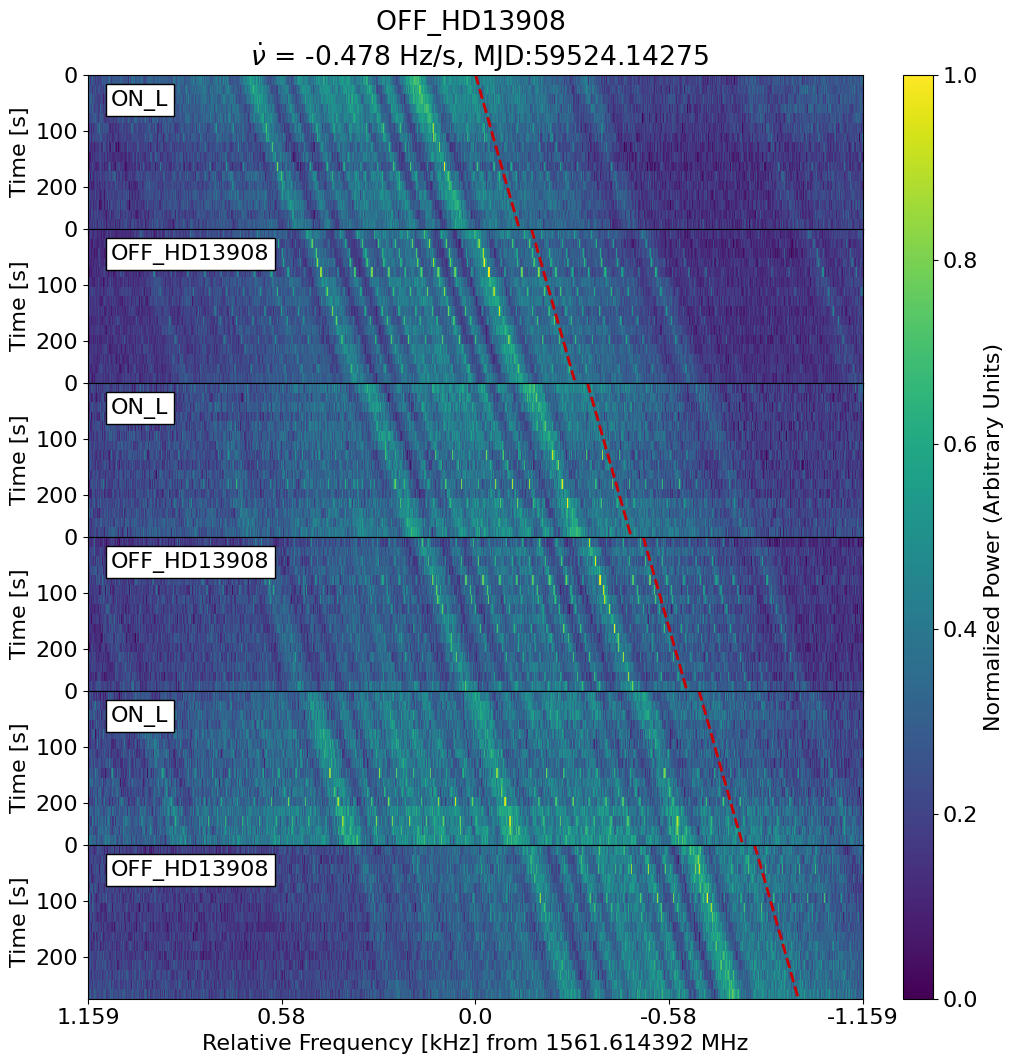 OFF_HD13908
ν̇ = -0.478 Hz/s, MJD:59524.14275
0
ON_L
100
200
Time [s]
0
OFF_HD13908
100
200
Time [s]
0
ON_L
100
200
Time [s]
0
OFF_HD13908
100
200
Time [s]
0
ON_L
100
200
Time [s]
0
OFF_HD13908
100
200
Time [s]
1.159 0.58 0.0 -0.58 -1.159
Relative Frequency [kHz] from 1561.614392 MHz
1.0
0.8
0.6
0.4
0.2
0.0
Normalized Power (Arbitrary Units)